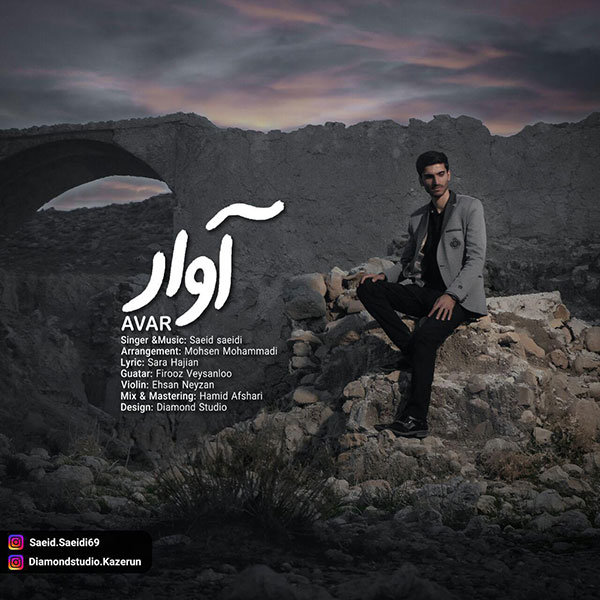 آوار
AVAR
Singer &Music: Saeid saeidi
Arrangement: Mohsen Mohammadi
Lyric: Sara Hajian
Guatar: Firooz Veysanloo
Violin: Ehsan Neyzan
Mix & Mastering: Hamid Afshari
Design: Diamond Studio
Saeid.Saeidi69
Diamondstudio.Kazerun